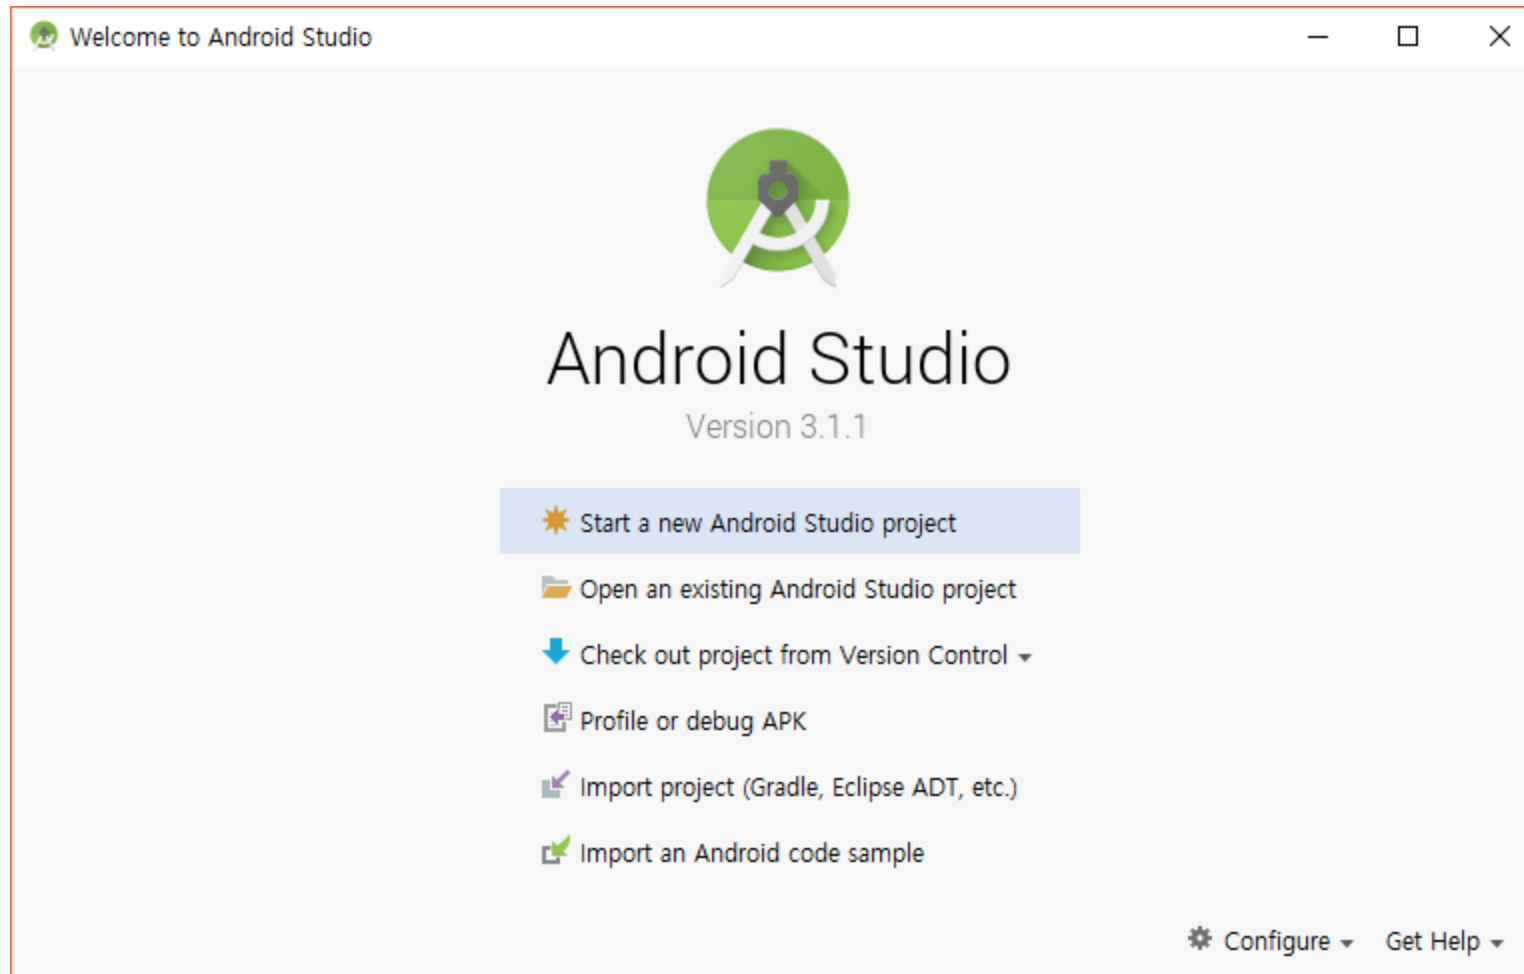 Welcome to Android Studio
Android Studio
Version 3.1.1
Start a new Android Studio project
Open an existing Android Studio project
Check out project from Version Control
Profile or debug APK
Import project (Gradle, Eclipse ADT, etc.)
Import an Android code sample
Configure Get Help